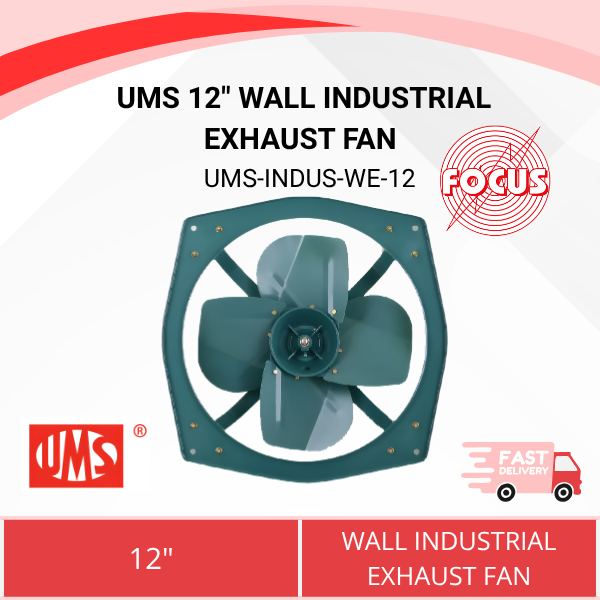 UMS 12" WALL INDUSTRIAL
EXHAUST FAN
UMS-INDUS-WE-12
FOCUS
UMS ®
FAST
DELIVERY
12"
WALL INDUSTRIAL
EXHAUST FAN